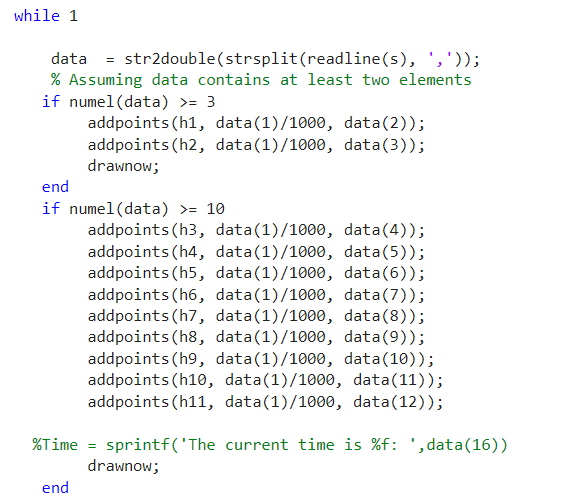 while 1
data = str2double(strsplit(readline(s), ','));
% Assuming data contains at least two elements
if numel(data) >= 3
addpoints(h1, data(1)/1000, data(2));
addpoints(h2, data(1)/1000, data(3));
drawnow;
end
if numel(data) >= 10
addpoints(h3, data(1)/1000, data(4));
addpoints(h4, data(1)/1000, data(5));
addpoints(h5, data(1)/1000, data(6));
addpoints(h6, data(1)/1000, data(7));
addpoints(h7, data(1)/1000, data(8));
addpoints(h8, data(1)/1000, data(9));
addpoints(h9, data(1)/1000, data(10));
addpoints(h10, data(1)/1000, data(11));
addpoints(h11, data(1)/1000, data(12));
%Time = sprintf('The current time is %f: ',data(16))
drawnow;
end